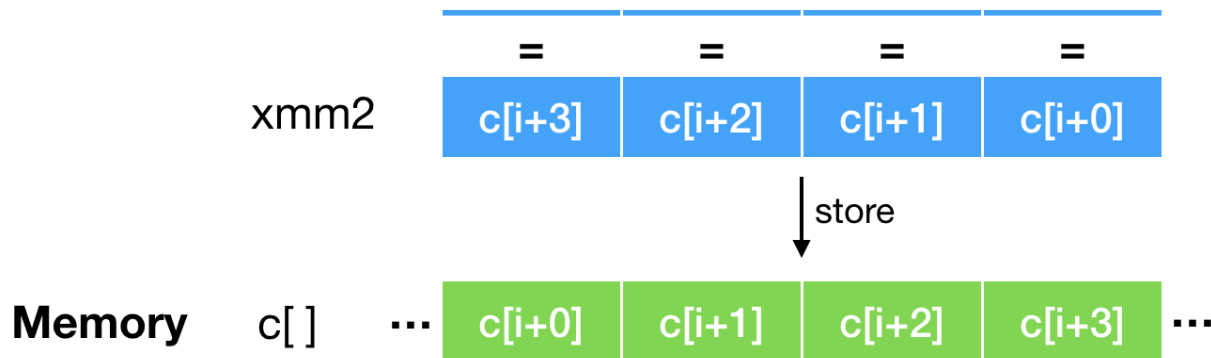 = = = =
xmm2 c[i+3] c[i+2] c[i+1] c[i+0]
store
Memory c[ ] ... c[i+0] c[i+1] c[i+2] c[i+3] ...